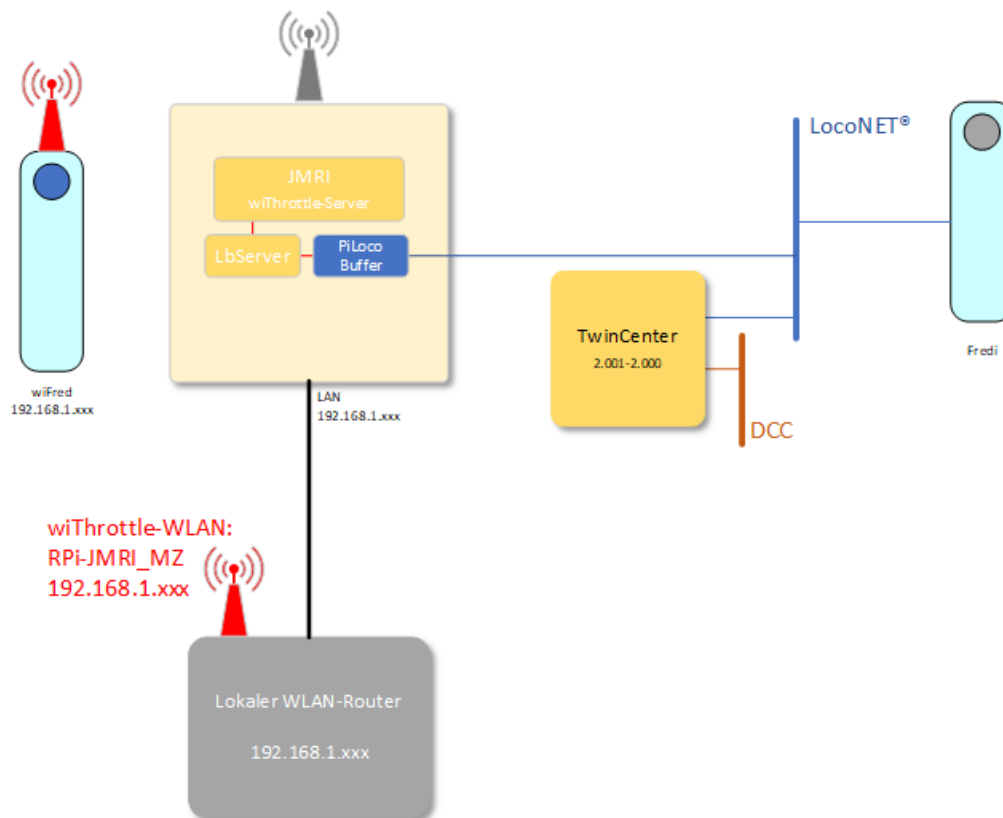 LocoNET®
JMRI
wiThrottle-Server
LbServer
PiLoco
Buffer
TwinCenter
2.001-2.000
Fredi
wiFred
192.168.1.xxx
LAN
192.168.1.xxx
DCC
wiThrottle-WLAN:
RPi-JMRI_MZ
192.168.1.xxx
Lokaler WLAN-Router
192.168.1.xxx